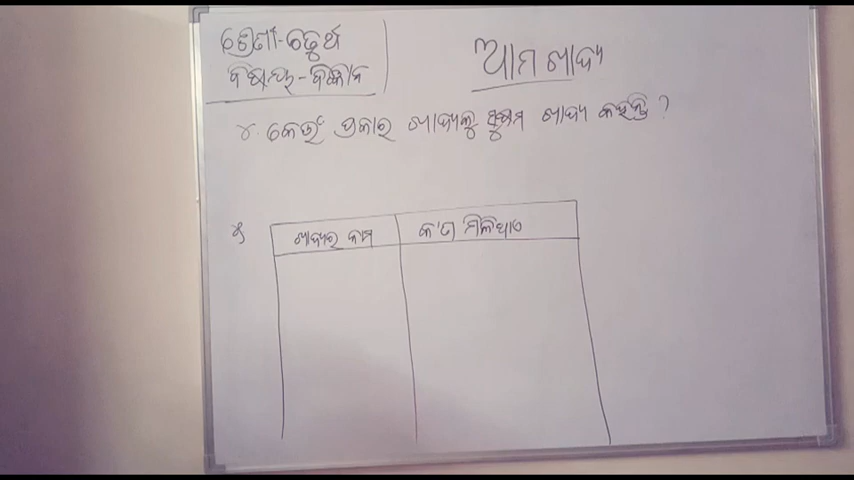 ଶ୍ରେଣୀ-ଚତୁର୍ଥ
ବିଷୟ-ବିଜ୍ଞାନ
ଆମ ଖାଦ୍ୟ
୪. କେଉଁ ପ୍ରକାର ଖାଦ୍ୟକୁ ସୁଷମ ଖାଦ୍ୟ କହନ୍ତି ?
୫
ଖାଦ୍ୟର ନାମ
କ'ଣ ମିଳିଥାଏ